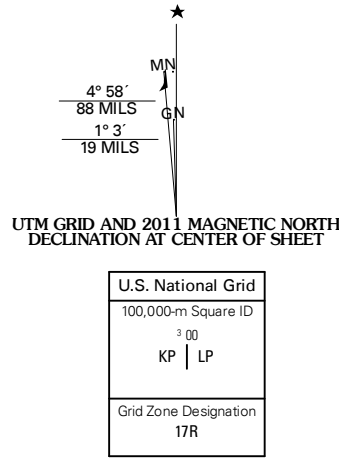 ★
MN
4° 58´
88 MILS
GN
1° 3´
19 MILS
UTM GRID AND 2011 MAGNETIC NORTH
DECLINATION AT CENTER OF SHEET
U.S. National Grid
100,000-m Square ID
3 00
KP LP
Grid Zone Designation
17R